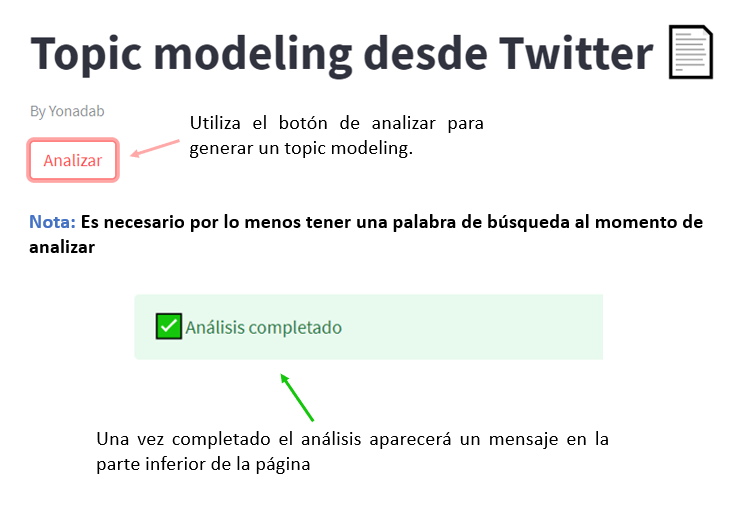 Topic modeling desde Twitter
By Yonadab
Utiliza el botón de analizar para
generar un topic modeling.
Analizar
Nota: Es necesario por lo menos tener una palabra de búsqueda al momento de
analizar
Análisis completado
Una vez completado el análisis aparecerá un mensaje en la
parte inferior de la página